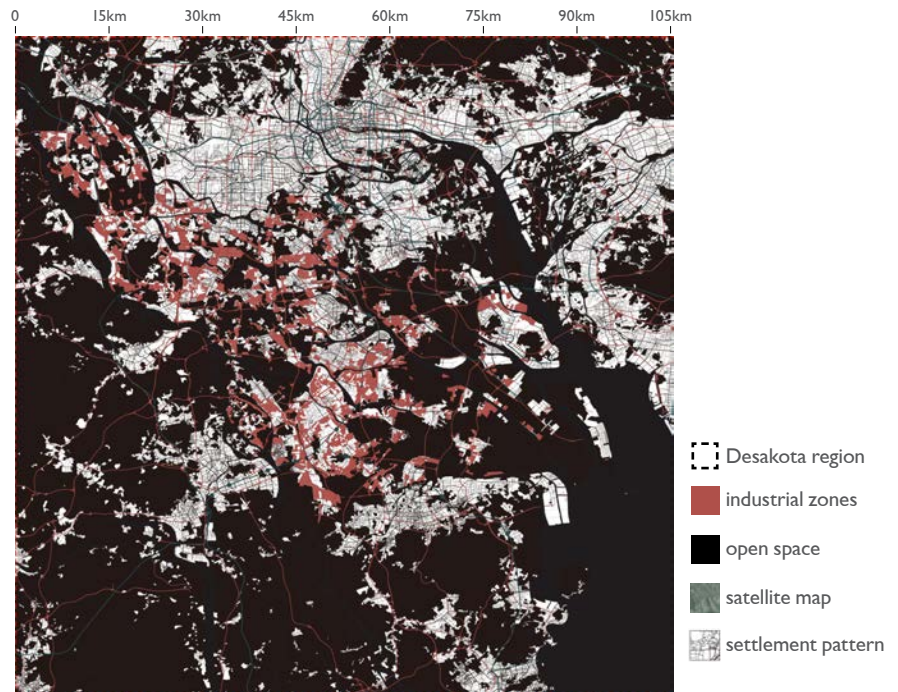 0 15km 30km 45km 60km 75km 90km 105km
Desakota region
industrial zones
open space
satellite map
settlement pattern